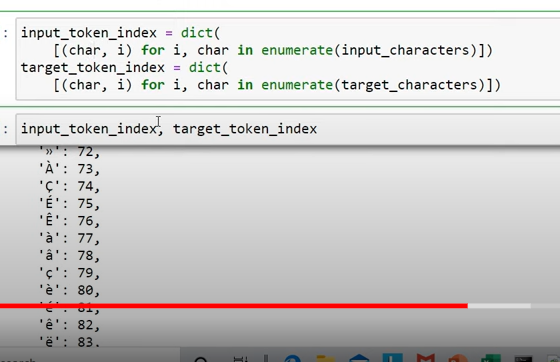 input_token_index = dict(
[(char, i) for i, char in enumerate(input_characters)])
target_token_index = dict(
[(char, i) for i, char in enumerate(target_characters)])
input_token_index, target_token_index
'»': 72,
'À': 73,
'Ç': 74,
'É': 75,
'Ê': 76,
'à': 77,
'â': 78,
'ç': 79,
'è': 80,
'é': 81,
'ê': 82,
'ë': 83,